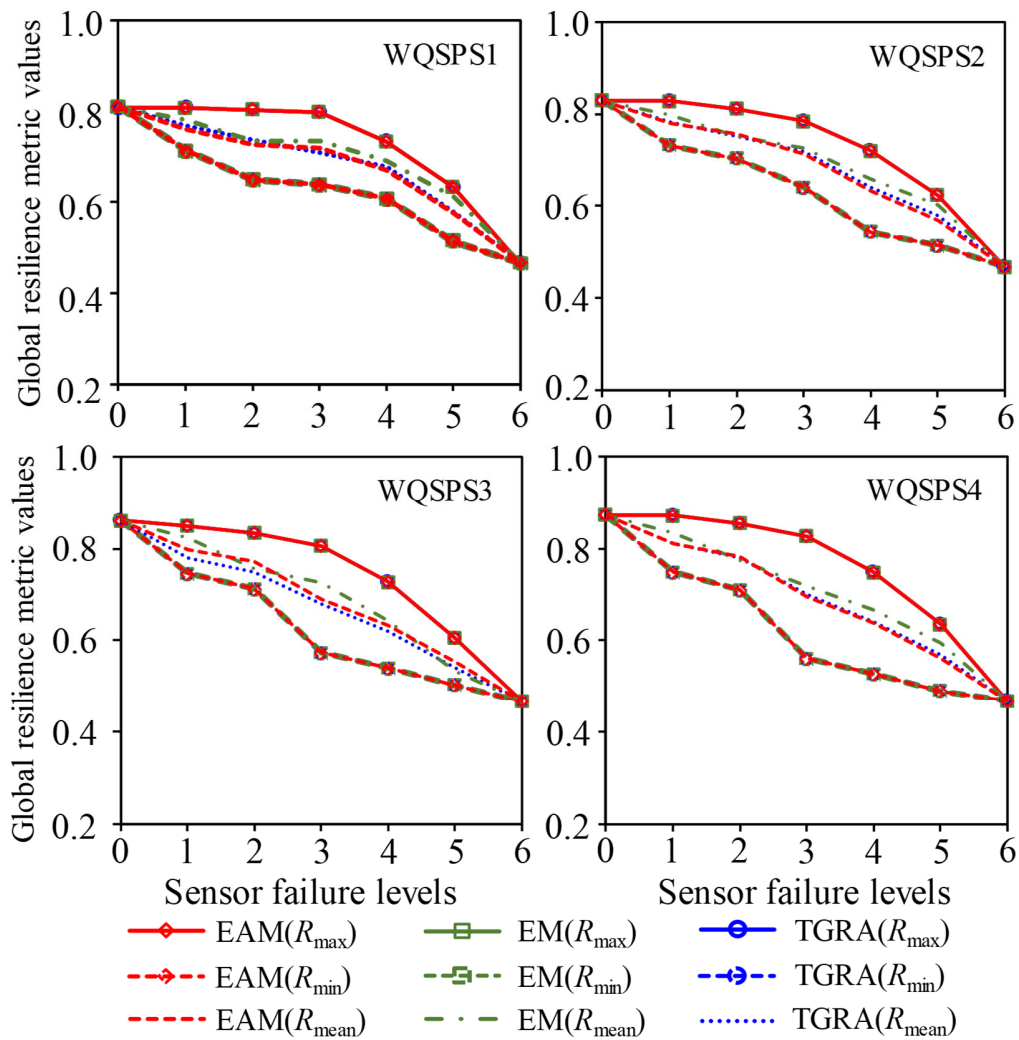 Global resilience metric values
1.0
0.8
0.6
0.4
0.2
WQSPS1
0 1 2 3 4 5 6
1.0
0.8
0.6
0.4
0.2
WQSPS2
0 1 2 3 4 5 6
Global resilience metric values
1.0
0.8
0.6
0.4
0.2
WQSPS3
0 1 2 3 4 5 6
Sensor failure levels
1.0
0.8
0.6
0.4
0.2
WQSPS4
0 1 2 3 4 5 6
Sensor failure levels
EAM(Rmax) EM(Rmax) TGRA(Rmax)
EAM(Rmin) EM(Rmin) TGRA(Rmin)
EAM(Rmean) EM(Rmean) TGRA(Rmean)